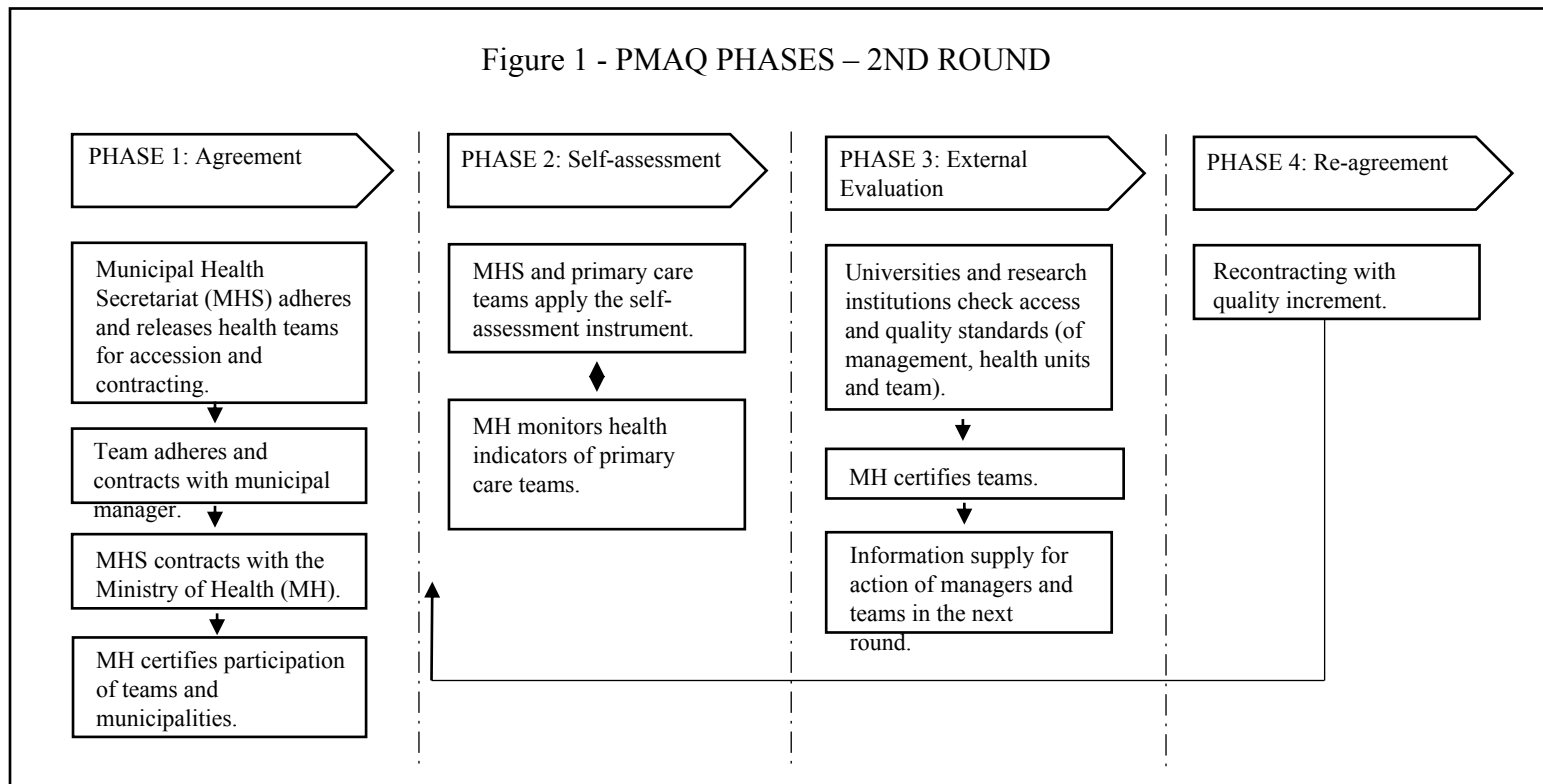 Figure 1 - PMAQ PHASES – 2ND ROUND
PHASE 1: Agreement
Municipal Health
Secretariat (MHS) adheres
and releases health teams
for accession and
contracting.
Team adheres and
contracts with municipal
manager.
MHS contracts with the
Ministry of Health (MH).
MH certifies participation
of teams and
municipalities.
PHASE 2: Self-assessment
MHS and primary care
teams apply the self-
assessment instrument.
MH monitors health
indicators of primary
care teams.
PHASE 3: External
Evaluation
Universities and research
institutions check access
and quality standards (of
management, health units
and team).
MH certifies teams.
Information supply for
action of managers and
teams in the next
round.
PHASE 4: Re-agreement
Recontracting with
quality increment.